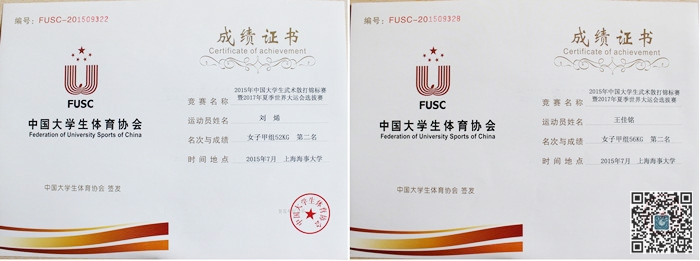 编号：FUSC-201509322
成绩证书
Certificate of achievement
FUSC
中国大学生体育协会
Federation of University Sports of China
竞赛名称
2015年中国大学生武术散打锦标赛
暨2017年夏季世界大运会选拔赛
运动员姓名 刘 烯
名次与成绩 女子甲组52KG 第二名
时间地点 2015年7月 上海海事大学
中国大学生体育协会 签发
中国大学生体育协会
编号：FUSC-201509328
成绩证书
Certificate of achievement
FUSC
中国大学生体育协会
Federation of University Sports of China
竞赛名称
2015年中国大学生武术散打锦标赛
暨2017年夏季世界大运会选拔赛
运动员姓名 王佳铭
名次与成绩 女子甲组56KG 第二名
时间地点 2015年7月 上海海事大学
中国大学生体育协会 签发